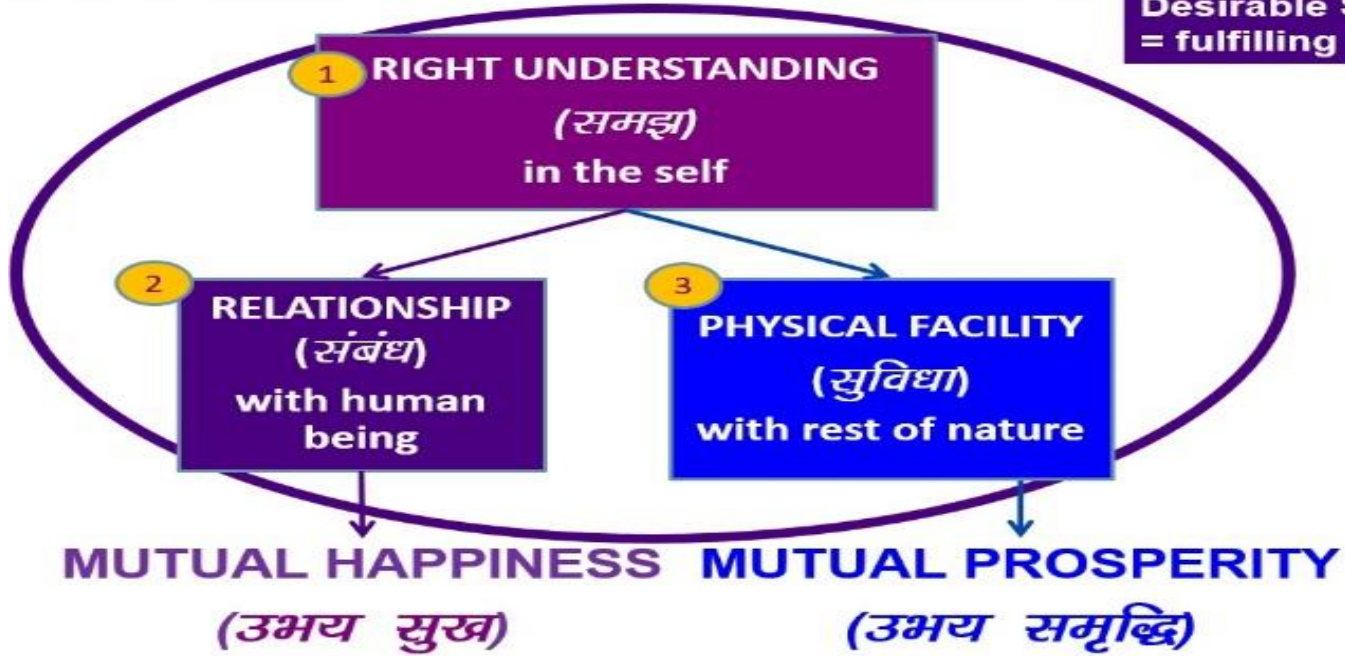 Desirable
= fulfilling
1
RIGHT UNDERSTANDING
(समझ)
in the self
2
RELATIONSHIP
(संबंध)
with human
being
3
PHYSICAL FACILITY
(सुविधा)
with rest of nature
MUTUAL HAPPINESS
(उभय सुख)
MUTUAL PROSPERITY
(उभय समृद्धि)